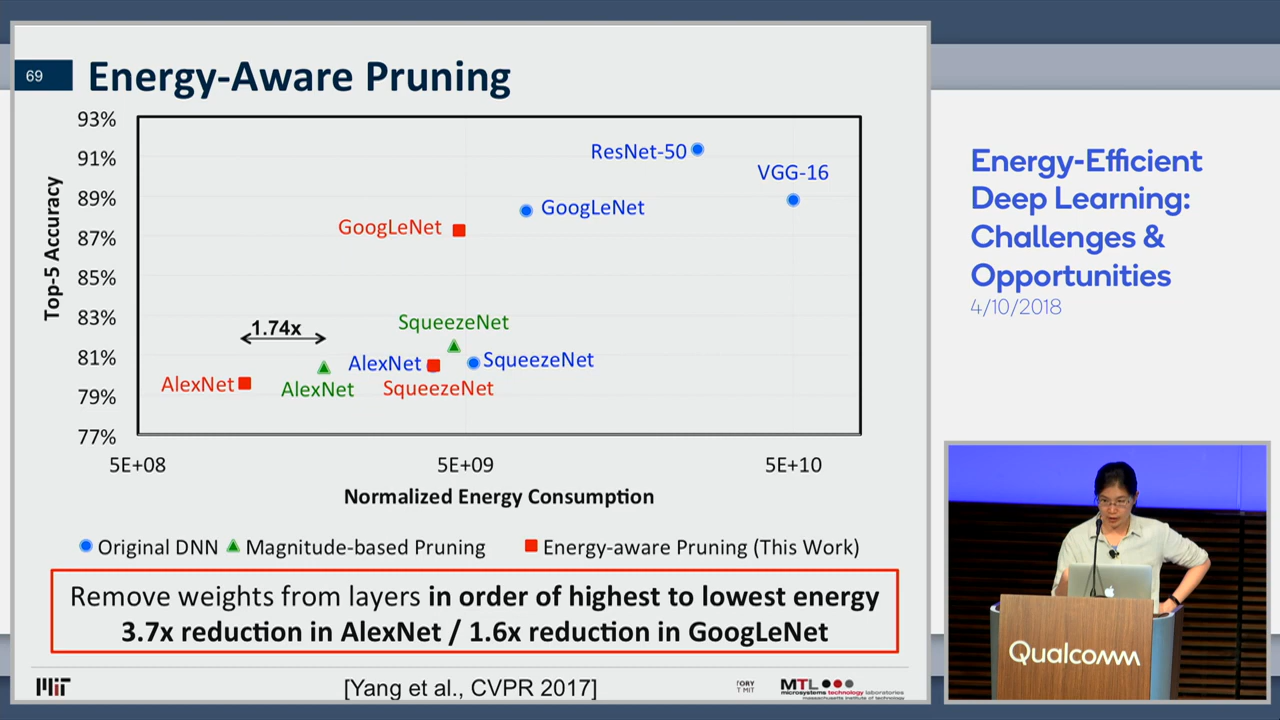 69
Energy-Aware Pruning
93%
91%
89%
87%
85%
83%
81%
79%
77%
Top-5 Accuracy
ResNet-50
VGG-16
GoogLeNet
GoogLeNet
1.74x
SqueezeNet
AlexNet
SqueezeNet
AlexNet
AlexNet
SqueezeNet
5E+08
5E+09
5E+10
Normalized Energy Consumption
Original DNN
Magnitude-based Pruning
Energy-aware Pruning (This Work)
Remove weights from layers in order of highest to lowest energy
3.7x reduction in AlexNet / 1.6x reduction in GoogLeNet
MIT
[Yang et al., CVPR 2017]
TORY
T MIT
MTL
microsystems technology laboratories
massachusetts institute of technology
Energy-Efficient
Deep Learning:
Challenges &
Opportunities
4/10/2018
Qualcomm